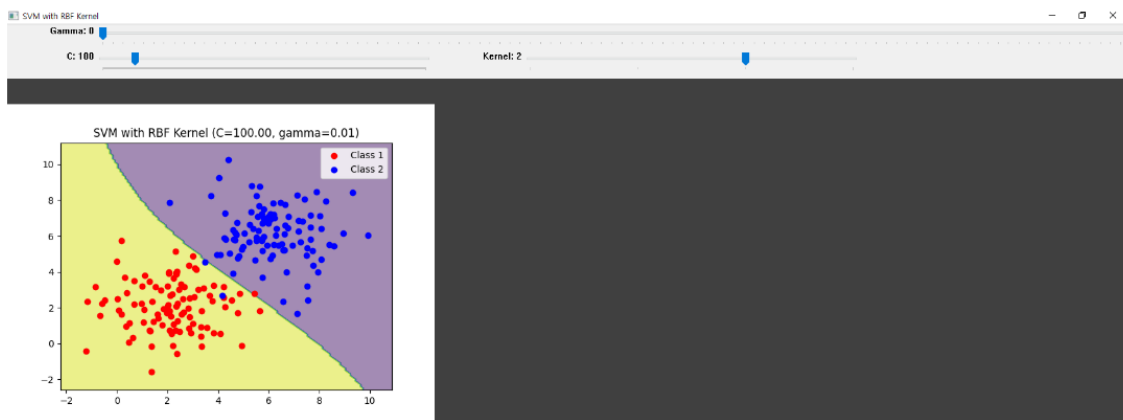 SVM with RBF Kernel
Gamma: 0
C: 100 Kernel: 2
SVM with RBF Kernel (C=100.00, gamma=0.01)
Class 1
Class 2
10
8
6
4
2
0
−2
−2 0 2 4 6 8 10